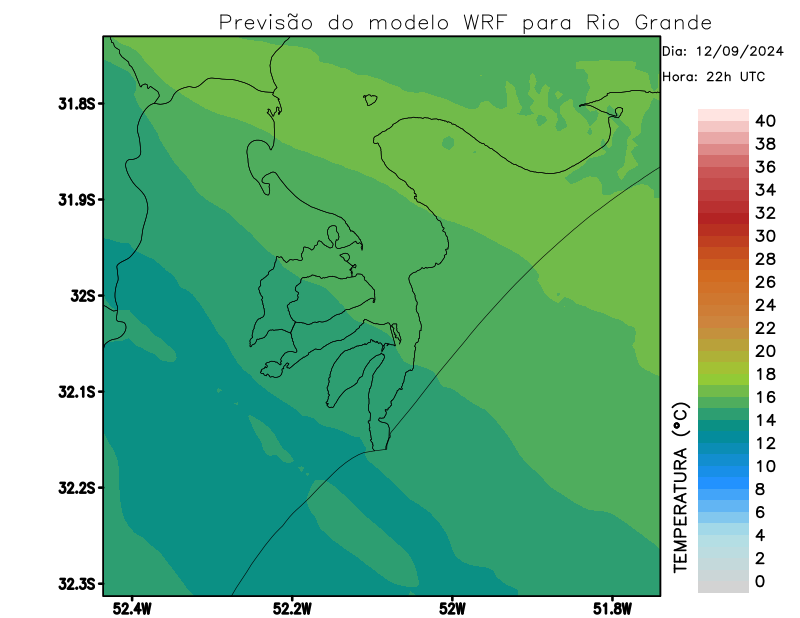 Previsão do modelo WRF para Rio Grande
Dia: 12/09/2024
Hora: 22h UTC
31.8S
31.9S
32S
32.1S
32.2S
32.3S
52.4W
52.2W
52W
51.8W
40
38
36
34
32
30
28
26
24
22
20
18
16
14
12
10
8
6
4
2
0
TEMPERATURA (°C)